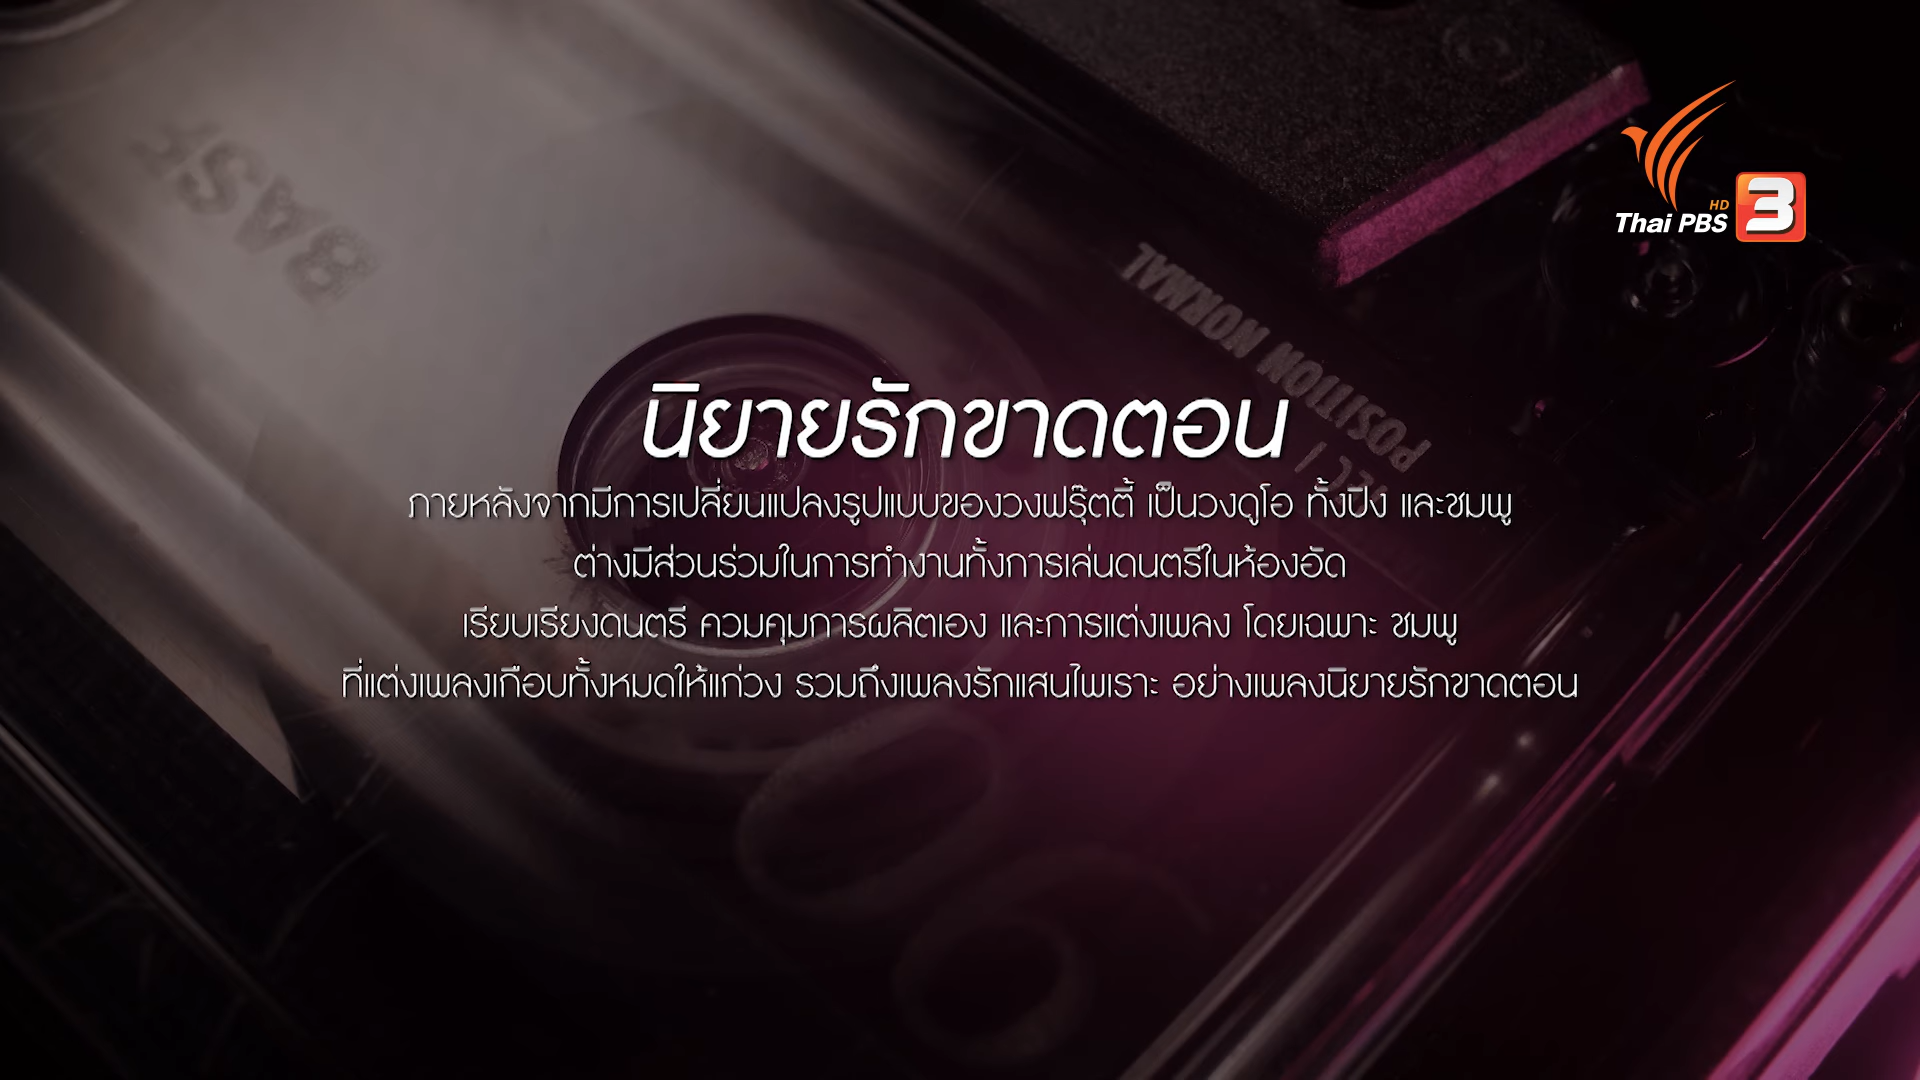 BASF
HD
Thai PBS 3
POSITION NORMAL
IEC I
นิยายรักขาดตอน
ภายหลังจากมีการเปลี่ยนแปลงรูปแบบของวงฟรุ๊ตตี้ เป็นวงดูโอ ทั้งปิง และชมพู
ต่างมีส่วนร่วมในการทำงานทั้งการเล่นดนตรีในห้องอัด
เรียบเรียงดนตรี ควมคุมการผลิตเอง และการแต่งเพลง โดยเฉพาะ ชมพู
ที่แต่งเพลงเกือบทั้งหมดให้แก่วง รวมถึงเพลงรักแสนไพเราะ อย่างเพลงนิยายรักขาดตอน